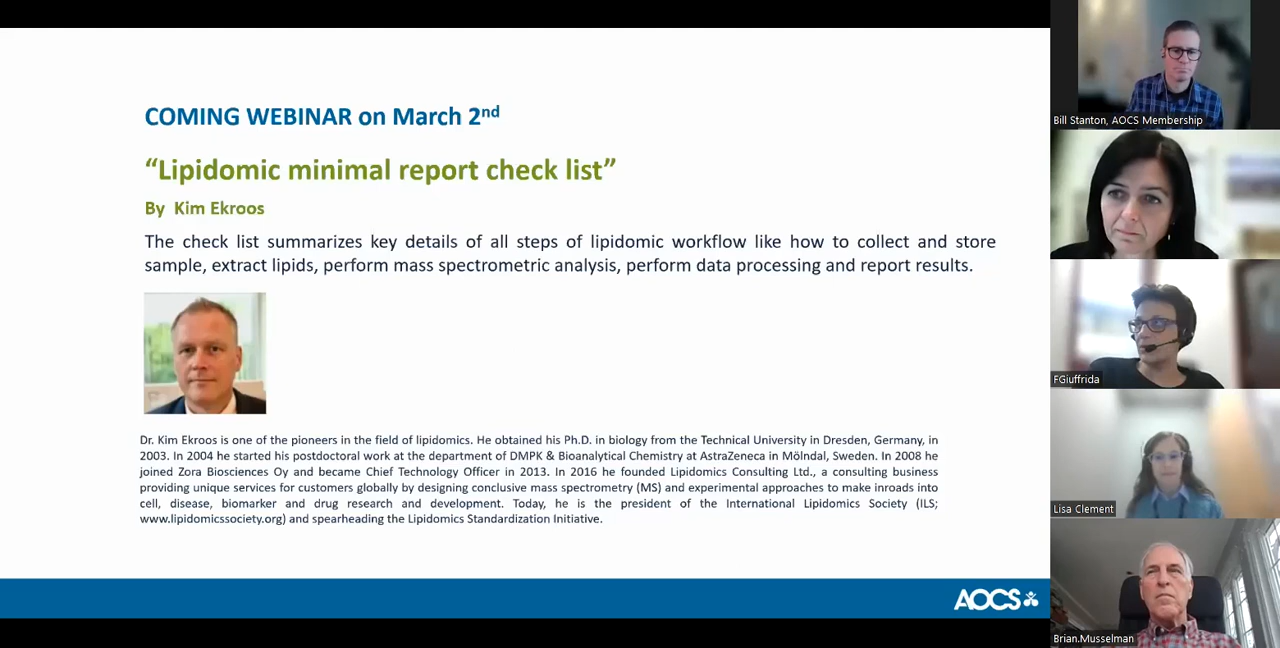 COMING WEBINAR on March 2nd
“Lipidomic minimal report check list”
By Kim Ekroos
The check list summarizes key details of all steps of lipidomic workflow like how to collect and store
sample, extract lipids, perform mass spectrometric analysis, perform data processing and report results.
Dr. Kim Ekroos is one of the pioneers in the field of lipidomics. He obtained his Ph.D. in biology from the Technical University in Dresden, Germany, in
2003. In 2004 he started his postdoctoral work at the department of DMPK & Bioanalytical Chemistry at AstraZeneca in Mölndal, Sweden. In 2008 he
joined Zora Biosciences Oy and became Chief Technology Officer in 2013. In 2016 he founded Lipidomics Consulting Ltd., a consulting business
providing unique services for customers globally by designing conclusive mass spectrometry (MS) and experimental approaches to make inroads into
cell, disease, biomarker and drug research and development. Today, he is the president of the International Lipidomics Society (ILS;
www.lipidomicssociety.org) and spearheading the Lipidomics Standardization Initiative.
AOCS
Bill Stanton, AOCS Membership
FGiuffrida
Lisa Clement
Brian.Musselman